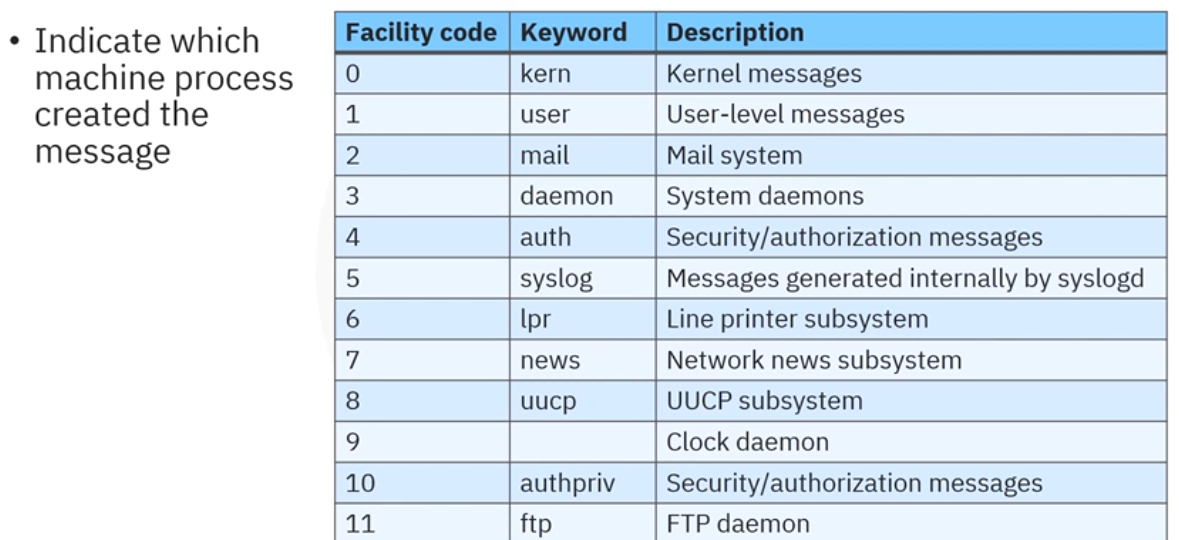 • Indicate which
machine process
created the
message
Facility code Keyword Description
0 kern Kernel messages
1 user User-level messages
2 mail Mail system
3 daemon System daemons
4 auth Security/authorization messages
5 syslog Messages generated internally by syslogd
6 lpr Line printer subsystem
7 news Network news subsystem
8 uucp UUCP subsystem
9 Clock daemon
10 authpriv Security/authorization messages
11 ftp FTP daemon